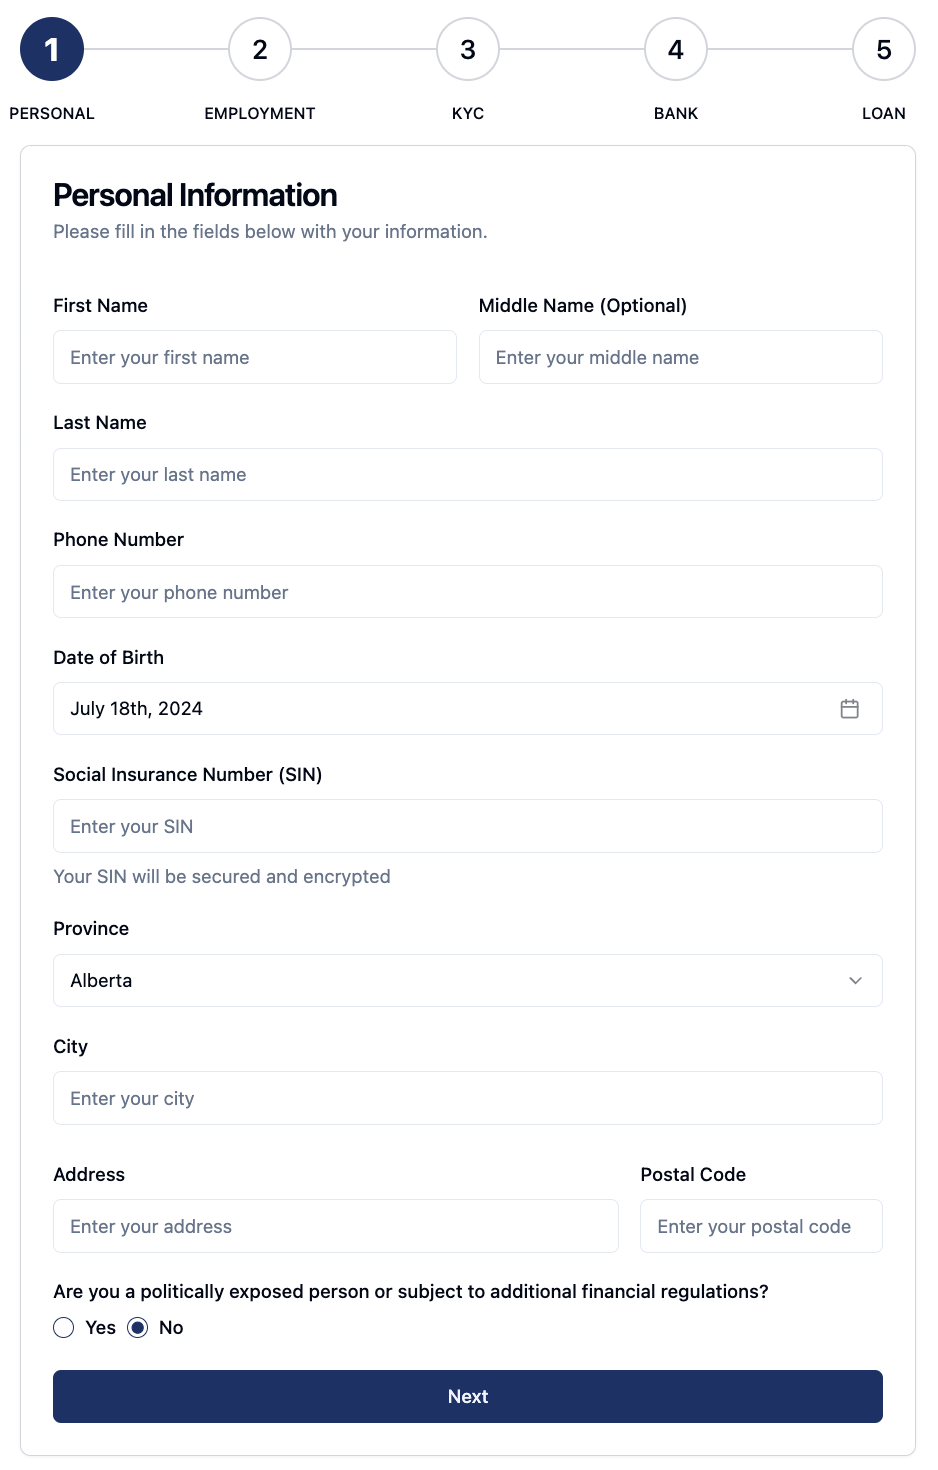 1 2 3 4 5
PERSONAL EMPLOYMENT KYC BANK LOAN
Personal Information
Please fill in the fields below with your information.
First Name Middle Name (Optional)
Enter your first name Enter your middle name
Last Name
Enter your last name
Phone Number
Enter your phone number
Date of Birth
July 18th, 2024
Social Insurance Number (SIN)
Enter your SIN
Your SIN will be secured and encrypted
Province
Alberta
City
Enter your city
Address Postal Code
Enter your address Enter your postal code
Are you a politically exposed person or subject to additional financial regulations?
Yes No
Next